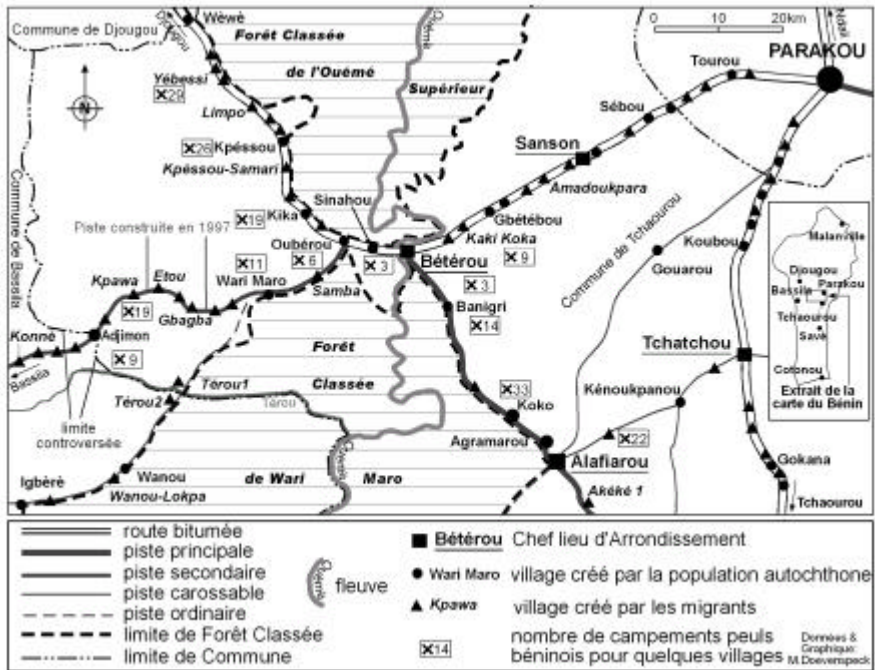 Commune de Djougou
Djougou
Wèwè
Forêt Classée
de l'Ouémé
Supérieur
Ouémé
0 10 20km
Ndali
PARAKOU
Tourou
Sébou
Sanson
Amadoukpara
Gbétébou
Kaki Koka
9
Yébessi
29
Limpo
N
26
Kpéssou
Kpéssou-Samari
Sinahou
19
Kika
Piste construite en 1997
Oubérou
6
3
Bétérou
11
Wari Maro
Samba
3
Banigri
14
Commune de Bassila
Kpawa
Etou
19
Gbagba
Konné
Adjimon
9
Bassila
Térou1
Térou2
Térou
limite
controversée
Forêt
Classée
de Wari
Maro
Ouémé
33
Koko
Agramarou
Alafiarou
22
Akéké 1
Kénoukpanou
Commune de Tchaourou
Gouarou
Koubou
Tchatchou
Gokana
Tchaourou
Igbèrè
Wanou
Wanou-Lokpa
Malanville
Djougou
Bassila
Parakou
Tchaourou
Savé
Cotonou
Extrait de la
carte du Bénin
route bitumée
piste principale
piste secondaire
piste carossable
piste ordinaire
limite de Forêt Classée
limite de Commune
Ouémé
fleuve
Bétérou Chef lieu d'Arrondissement
Wari Maro village créé par la population autochthone
Kpawa village créé par les migrants
14 nombre de campements peuls
béninois pour quelques villages
Données &
Graphique:
M.Doevenspeck